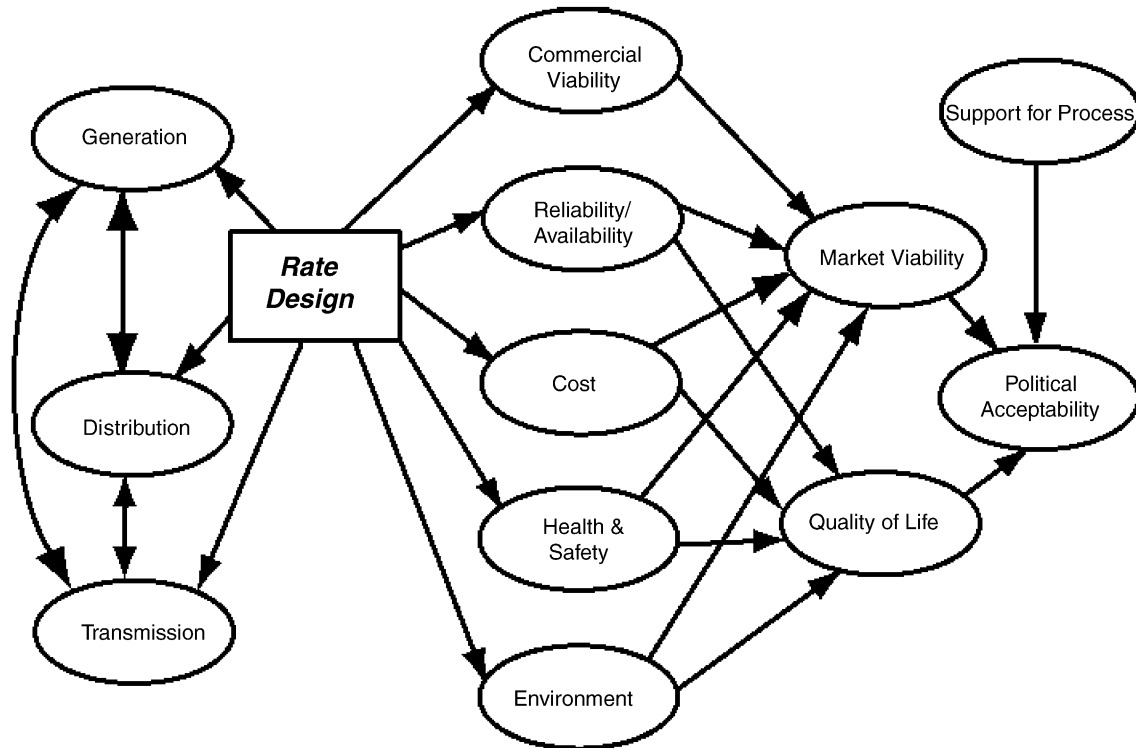 Commercial
Viability
Support for Process
Generation
Reliability/
Availability
Rate
Design
Market Viability
Cost
Political
Acceptability
Distribution
Health &
Safety
Quality of Life
Transmission
Environment